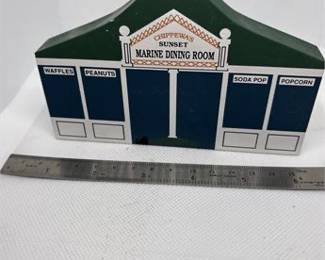 CHIPPEWA'S
SUNSET
MARINE DINING ROOM
WAFFLES
PEANUTS
SODA POP
POPCORN